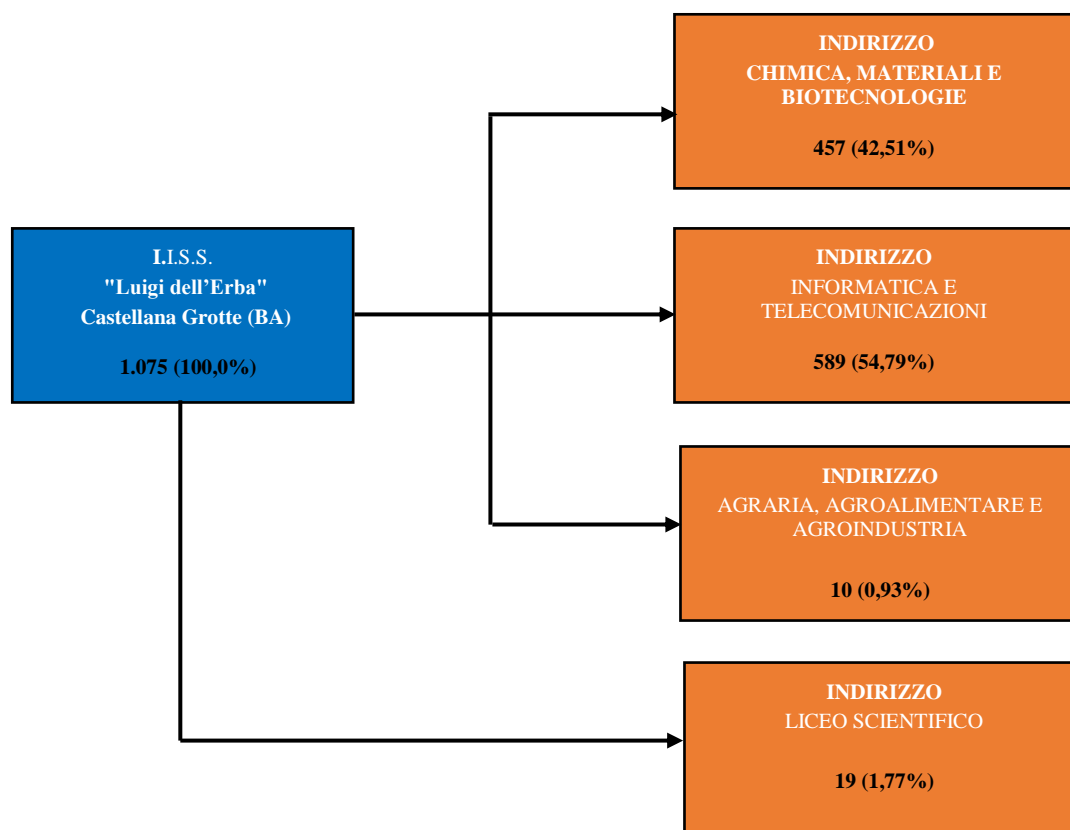 INDIRIZZO
CHIMICA, MATERIALI E
BIOTECNOLOGIE
457 (42,51%)
I.I.S.S.
"Luigi dell’Erba"
Castellana Grotte (BA)
1.075 (100,0%)
INDIRIZZO
INFORMATICA E
TELECOMUNICAZIONI
589 (54,79%)
INDIRIZZO
AGRARIA, AGROALIMENTARE E
AGROINDUSTRIA
10 (0,93%)
INDIRIZZO
LICEO SCIENTIFICO
19 (1,77%)